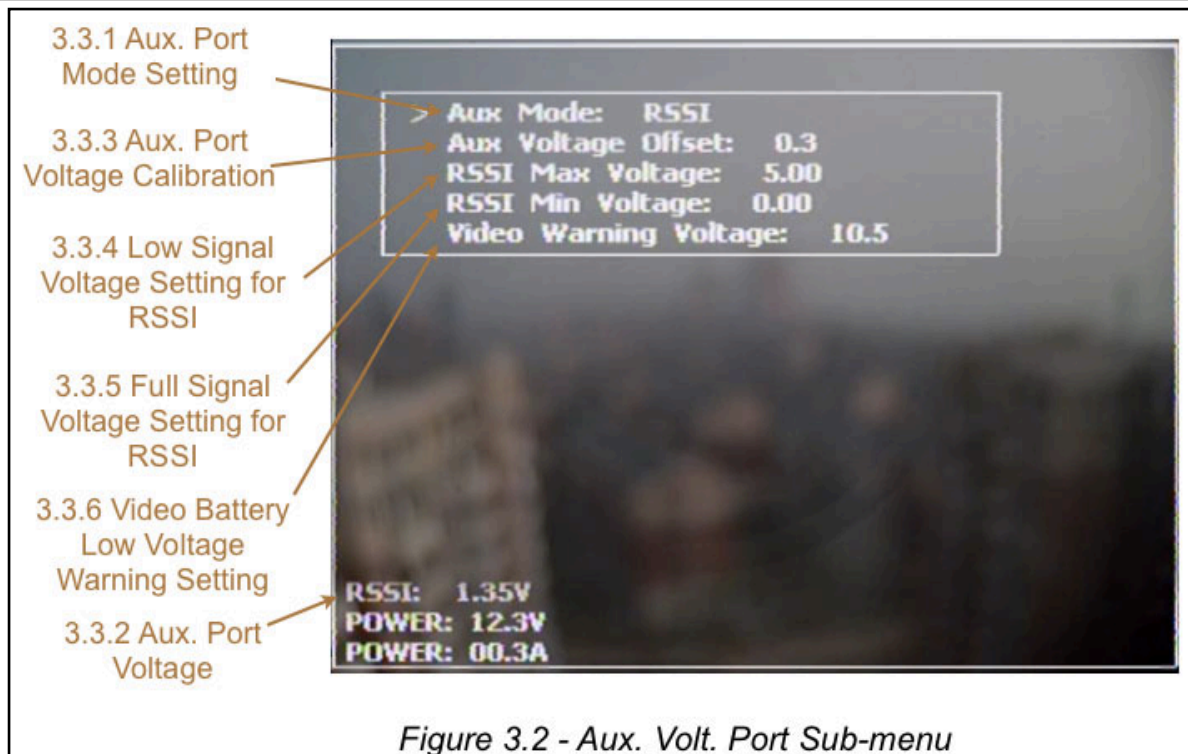 3.3.1 Aux. Port
Mode Setting
3.3.3 Aux. Port
Voltage Calibration
3.3.4 Low Signal
Voltage Setting for
RSSI
3.3.5 Full Signal
Voltage Setting for
RSSI
3.3.6 Video Battery
Low Voltage
Warning Setting
3.3.2 Aux. Port
Voltage
> Aux Mode: RSSI
Aux Voltage Offset: 0.3
RSSI Max Voltage: 5.00
RSSI Min Voltage: 0.00
Video Warning Voltage: 10.5
RSSI: 1.35V
POWER: 12.3V
POWER: 00.3A
Figure 3.2 - Aux. Volt. Port Sub-menu